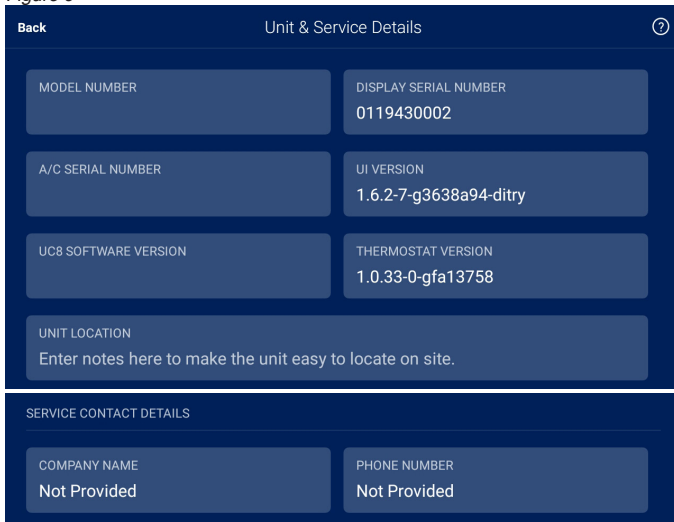 Back Unit & Service Details ?
MODEL NUMBER DISPLAY SERIAL NUMBER
0119430002
A/C SERIAL NUMBER UI VERSION
1.6.2-7-g3638a94-ditry
UC8 SOFTWARE VERSION THERMOSTAT VERSION
1.0.33-0-gfa13758
UNIT LOCATION
Enter notes here to make the unit easy to locate on site.
SERVICE CONTACT DETAILS
COMPANY NAME PHONE NUMBER
Not Provided Not Provided